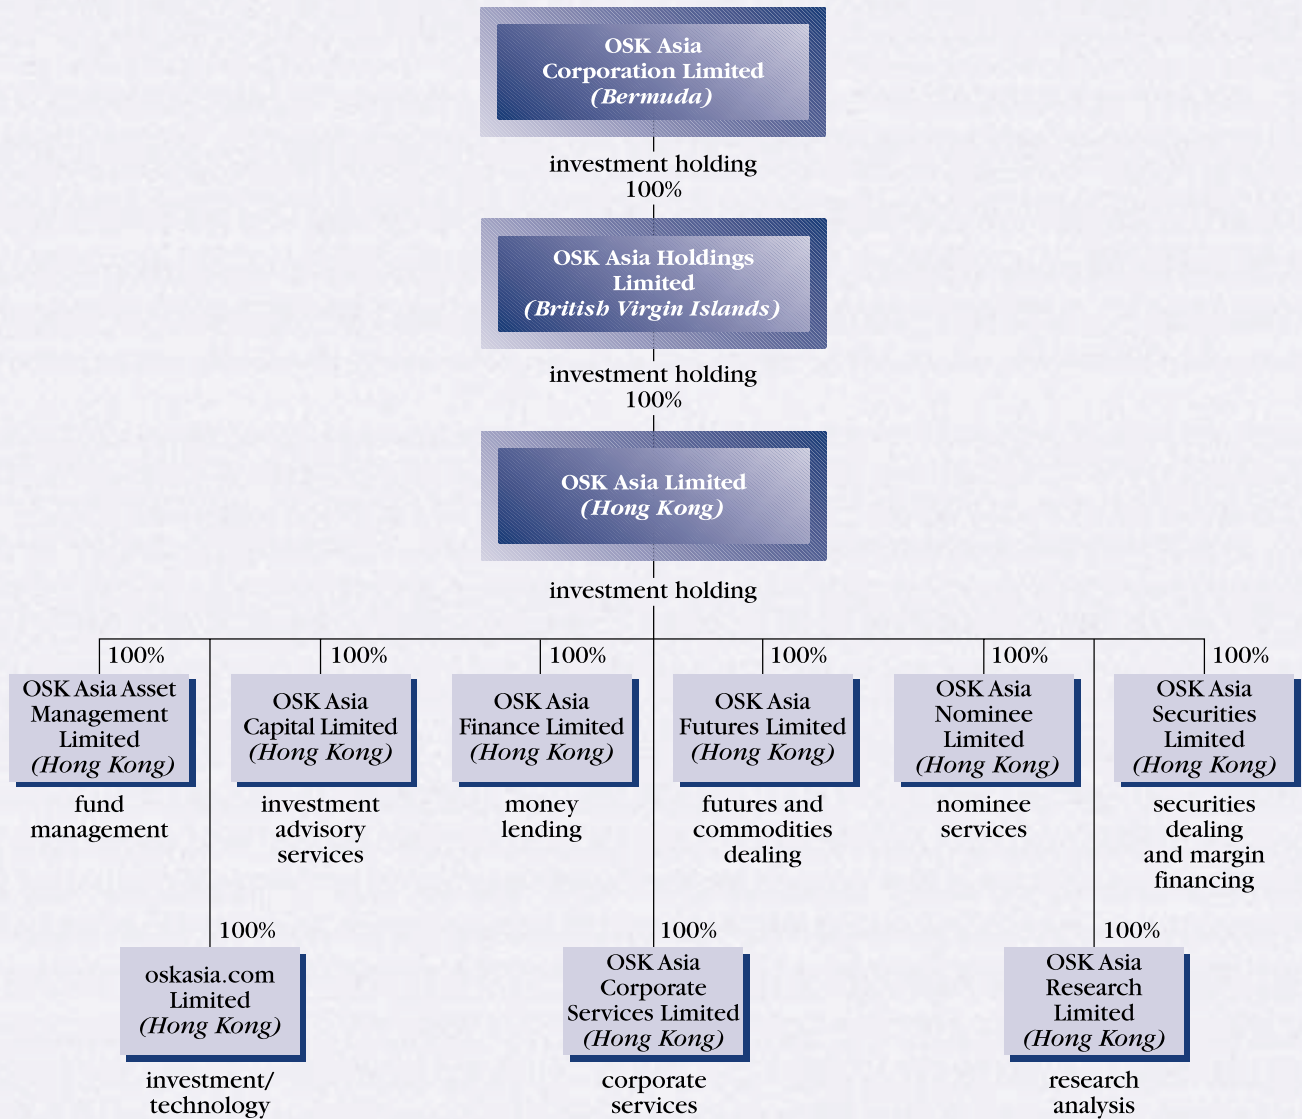 OSK Asia
Corporation Limited
(Bermuda)
investment holding
100%
OSK Asia Holdings
Limited
(British Virgin Islands)
investment holding
100%
OSK Asia Limited
(Hong Kong)
investment holding
100%
OSK Asia Asset
Management
Limited
(Hong Kong)
fund
management
100%
OSK Asia
Capital Limited
(Hong Kong)
investment
advisory
services
100%
OSK Asia
Finance Limited
(Hong Kong)
money
lending
100%
OSK Asia
Futures Limited
(Hong Kong)
futures and
commodities
dealing
100%
OSK Asia
Nominee
Limited
(Hong Kong)
nominee
services
100%
OSK Asia
Securities
Limited
(Hong Kong)
securities
dealing
and margin
financing
100%
oskasia.com
Limited
(Hong Kong)
investment/
technology
100%
OSK Asia
Corporate
Services Limited
(Hong Kong)
corporate
services
100%
OSK Asia
Research
Limited
(Hong Kong)
research
analysis